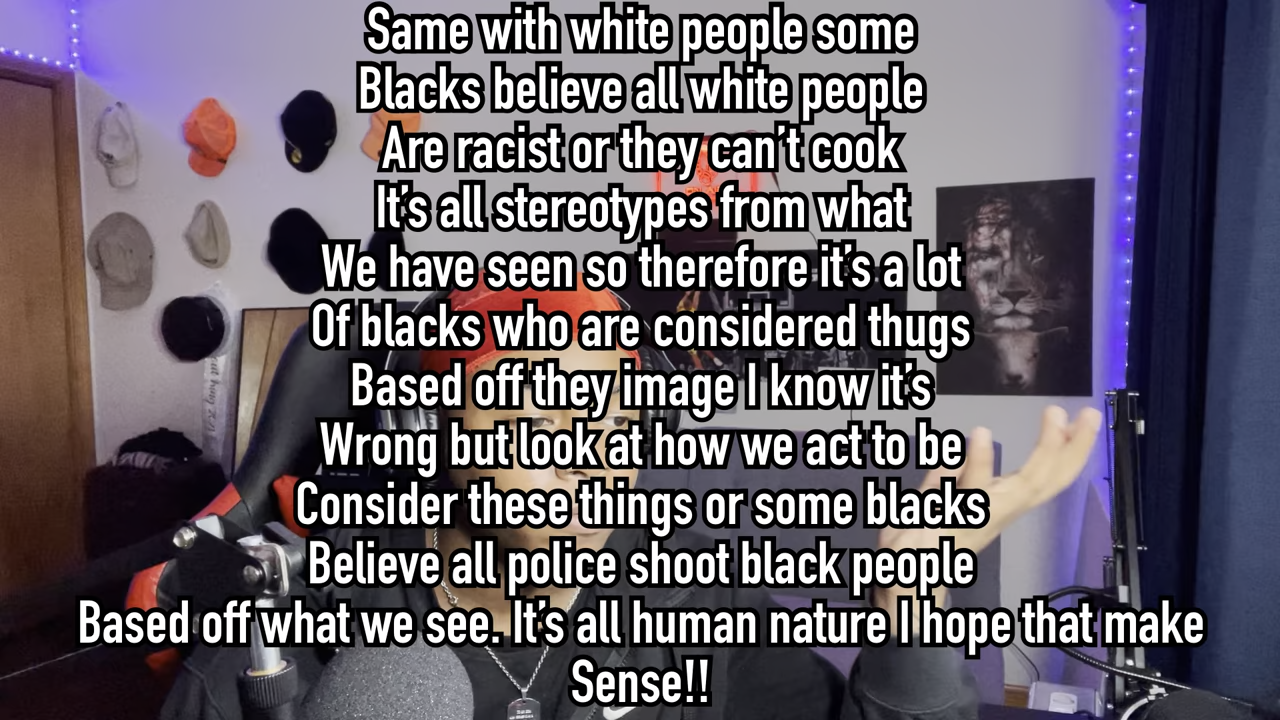 Same with white people some
Blacks believe all white people
Are racist or they can't cook
It's all stereotypes from what
We have seen so therefore it's a lot
Of blacks who are considered thugs
Based off they image I know it's
Wrong but look at how we act to be
Consider these things or some blacks
Believe all police shoot black people
Based off what we see. It's all human nature I hope that make
Sense!!